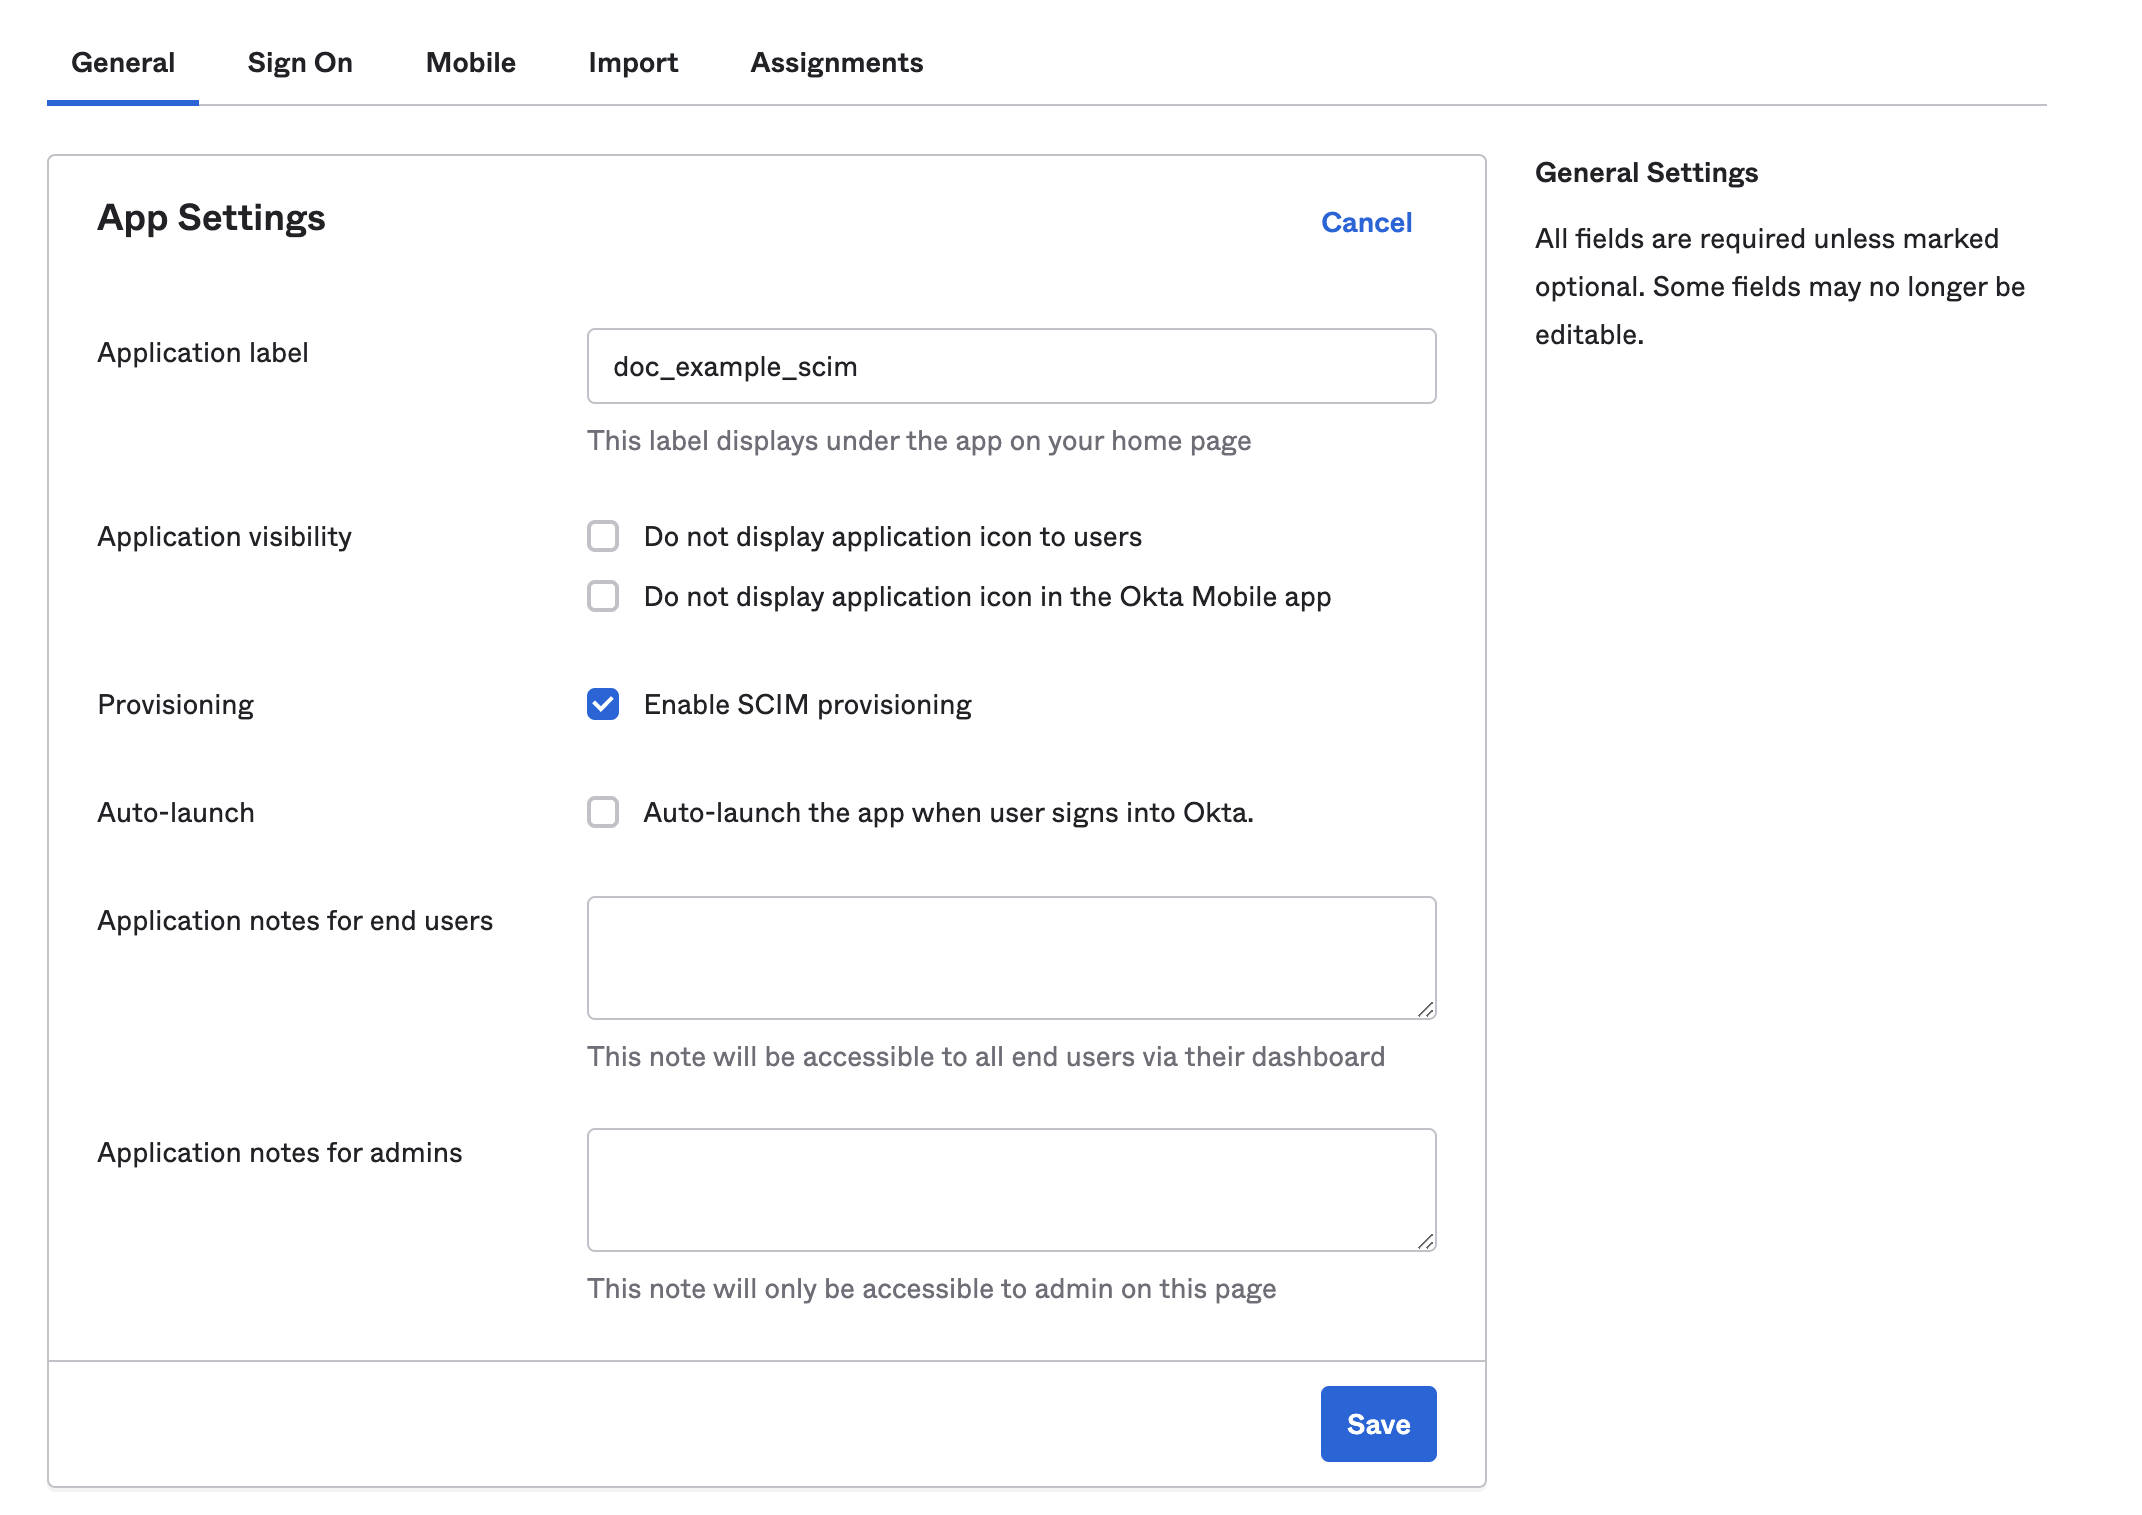 General Sign On Mobile Import Assignments
App Settings
Cancel
Application label
doc_example_scim
This label displays under the app on your home page
Application visibility
Do not display application icon to users
Do not display application icon in the Okta Mobile app
Provisioning
Enable SCIM provisioning
Auto-launch
Auto-launch the app when user signs into Okta.
Application notes for end users
This note will be accessible to all end users via their dashboard
Application notes for admins
This note will only be accessible to admin on this page
Save
General Settings
All fields are required unless marked
optional. Some fields may no longer be
editable.